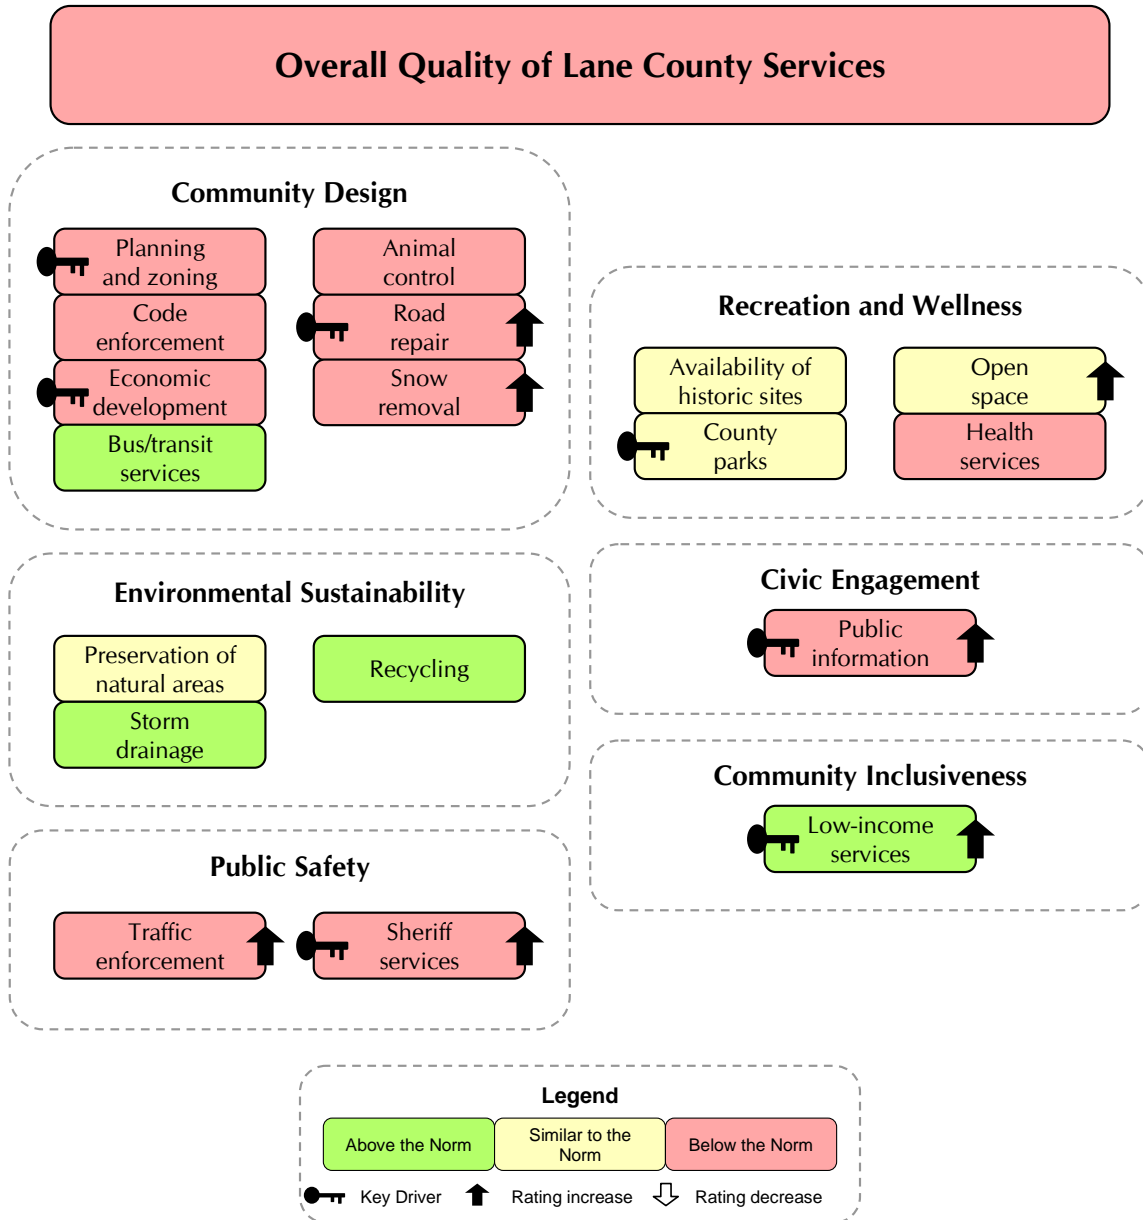 Overall Quality of Lane County Services
Community Design
Planning
and zoning
Code
enforcement
Economic
development
Bus/transit
services
Animal
control
Road
repair
Snow
removal
Recreation and Wellness
Availability of
historic sites
County
parks
Open
space
Health
services
Environmental Sustainability
Preservation of
natural areas
Storm
drainage
Recycling
Civic Engagement
Public
information
Community Inclusiveness
Low-income
services
Public Safety
Traffic
enforcement
Sheriff
services
Legend
Above the Norm
Similar to the
Norm
Below the Norm
Key Driver
Rating increase
Rating decrease